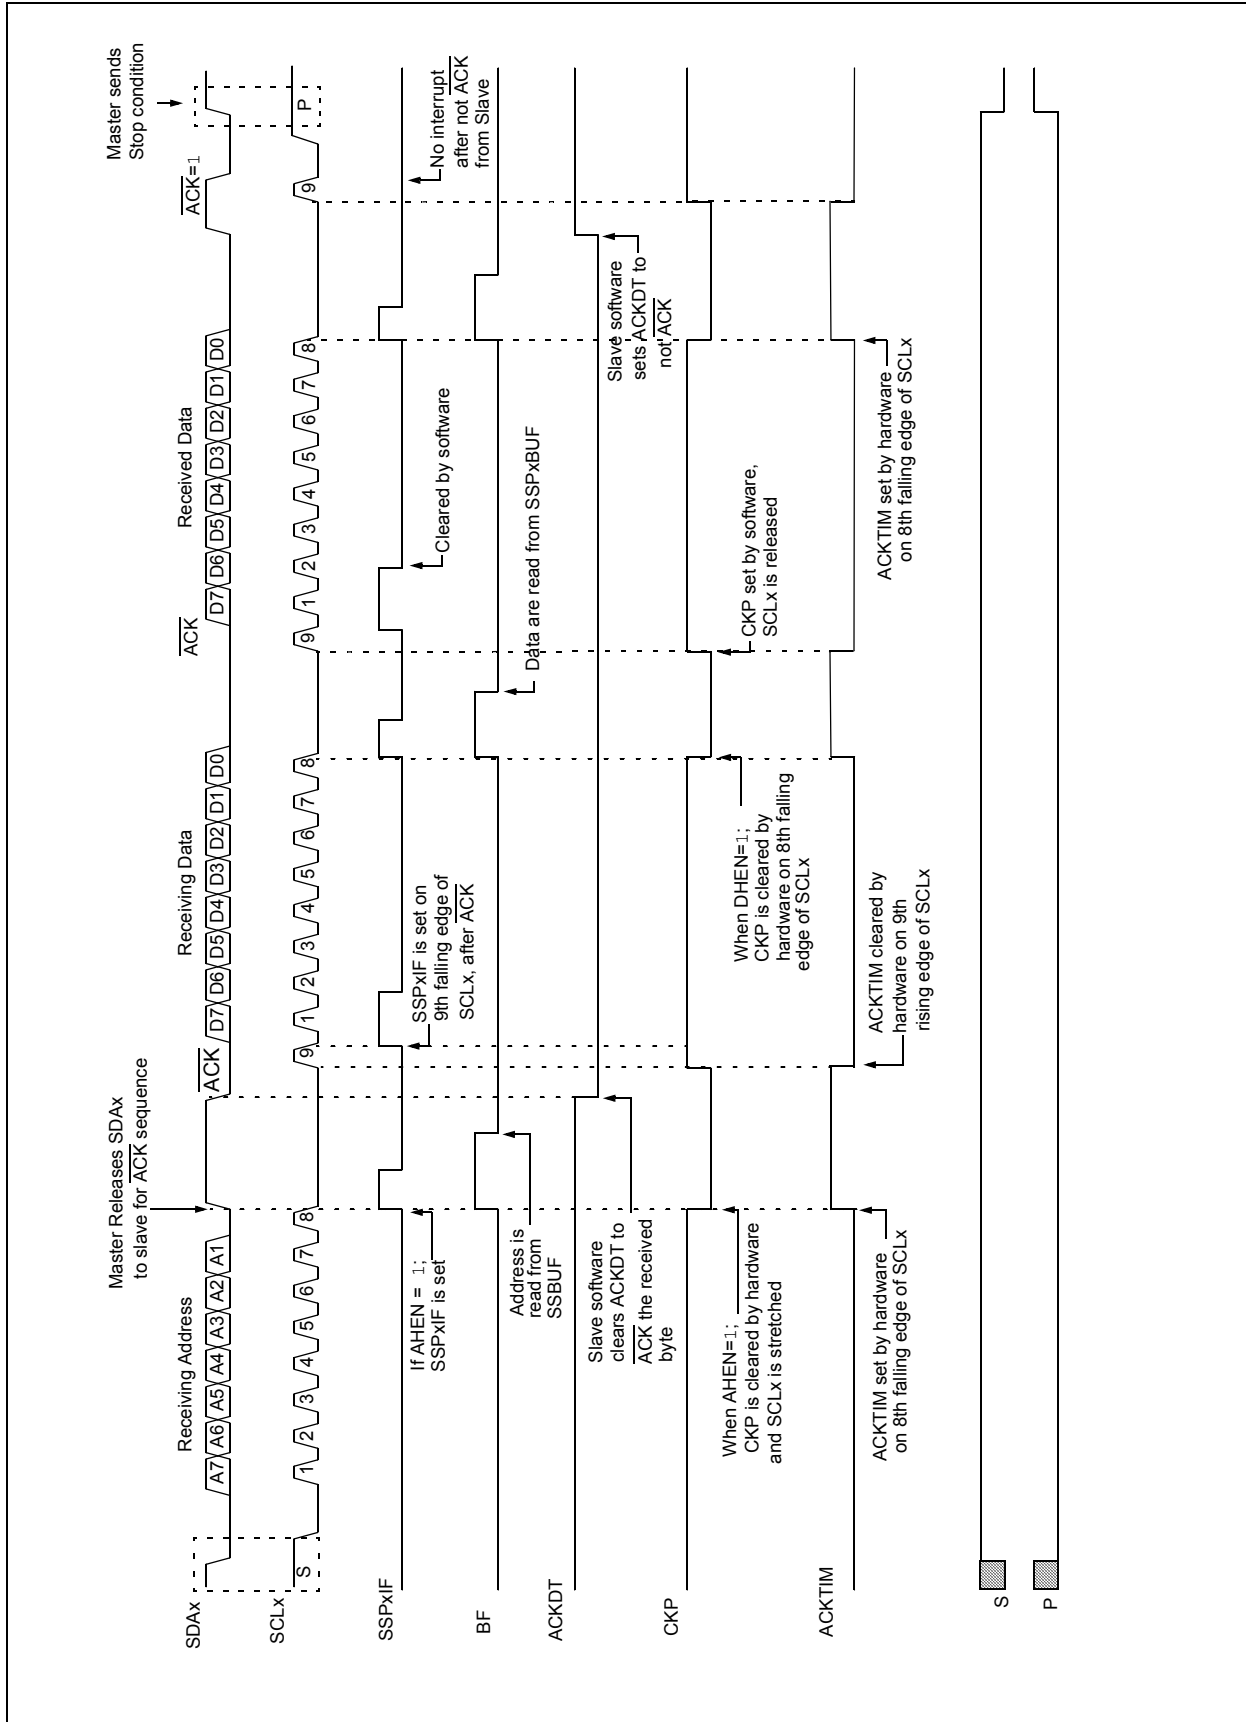 Master Releases SDAx
to slave for ACK sequence
Master sends
Stop condition
Receiving Address
ACK
Receiving Data
ACK
Received Data
ACK=1
SDAx
A7 A6 A5 A4 A3 A2 A1
D7 D6 D5 D4 D3 D2 D1 D0
D7 D6 D5 D4 D3 D2 D1 D0
SCLx
S
1 2 3 4 5 6 7 8 9
1 2 3 4 5 6 7 8 9
1 2 3 4 5 6 7 8 9
P
SSPxIF
If AHEN = 1;
SSPxIF is set
SSPxIF is set on
9th falling edge of
SCLx, after ACK
Cleared by software
No interrupt
after not ACK
from Slave
BF
Address is
read from
SSBUF
Data are read from SSPxBUF
ACKDT
Slave software
clears ACKDT to
ACK the received
byte
Slave software
sets ACKDT to
not ACK
CKP
When AHEN=1;
CKP is cleared by hardware
and SCLx is stretched
When DHEN=1;
CKP is cleared by
hardware on 8th falling
edge of SCLx
CKP set by software,
SCLx is released
ACKTIM
ACKTIM set by hardware
on 8th falling edge of SCLx
ACKTIM cleared by
hardware on 9th
rising edge of SCLx
ACKTIM set by hardware
on 8th falling edge of SCLx
S
P